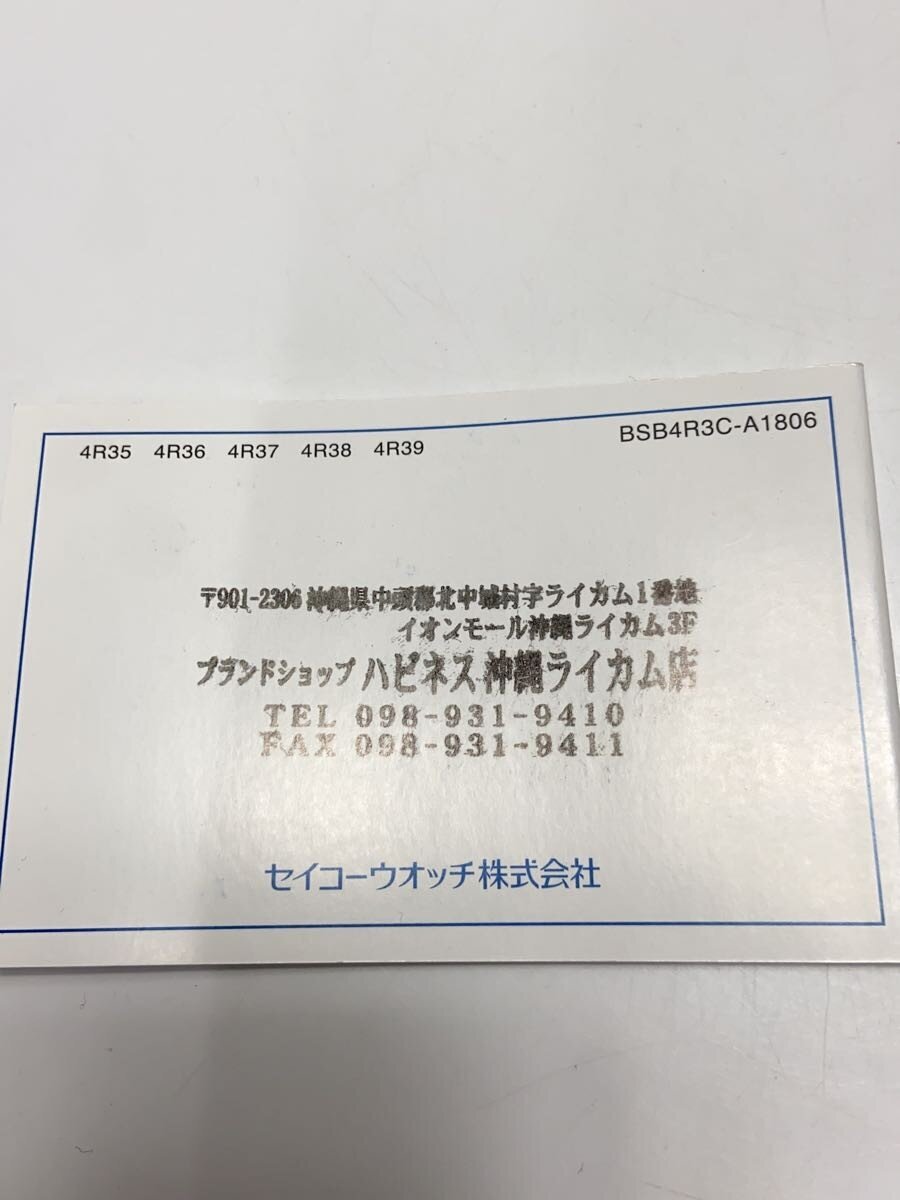 4R35 4R36 4R37 4R38 4R39
BSB4R3C-A1806
〒901-2306 沖縄県中頭郡北中城村字ライカム1番地
イオンモール沖縄ライカム3F
ブランドショップ ハピネス 沖縄ライカム店
TEL 098-931-9410
FAX 098-931-9411
セイコーウオッチ株式会社